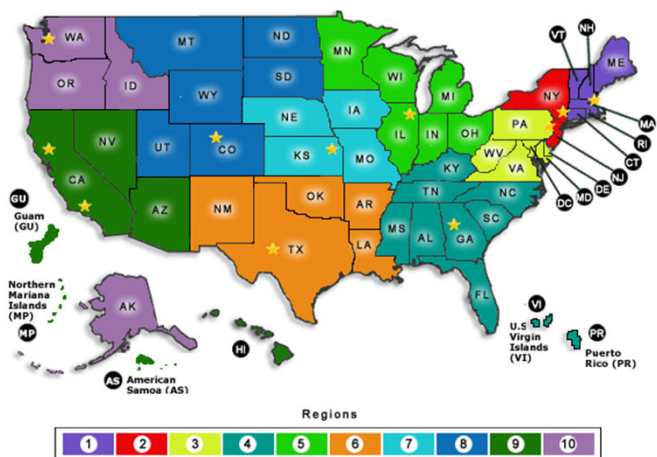 WA
MT
ND
MN
VT
NH
ME
OR
ID
SD
WI
MI
NY
MA
WY
RI
NV
NE
IA
PA
CT
UT
CO
IL
IN
OH
NJ
CA
KS
MO
WV
VA
DE
MD
DC
KY
AZ
NM
OK
AR
TN
NC
GU
Guam
(GU)
TX
LA
MS
AL
GA
SC
FL
Northern
Mariana
Islands
(MP)
MP
AK
HI
VI
U.S
Virgin
Islands
(VI)
PR
Puerto
Rico (PR)
AS
American
Samoa (AS)
Regions
1 2 3 4 5 6 7 8 9 10